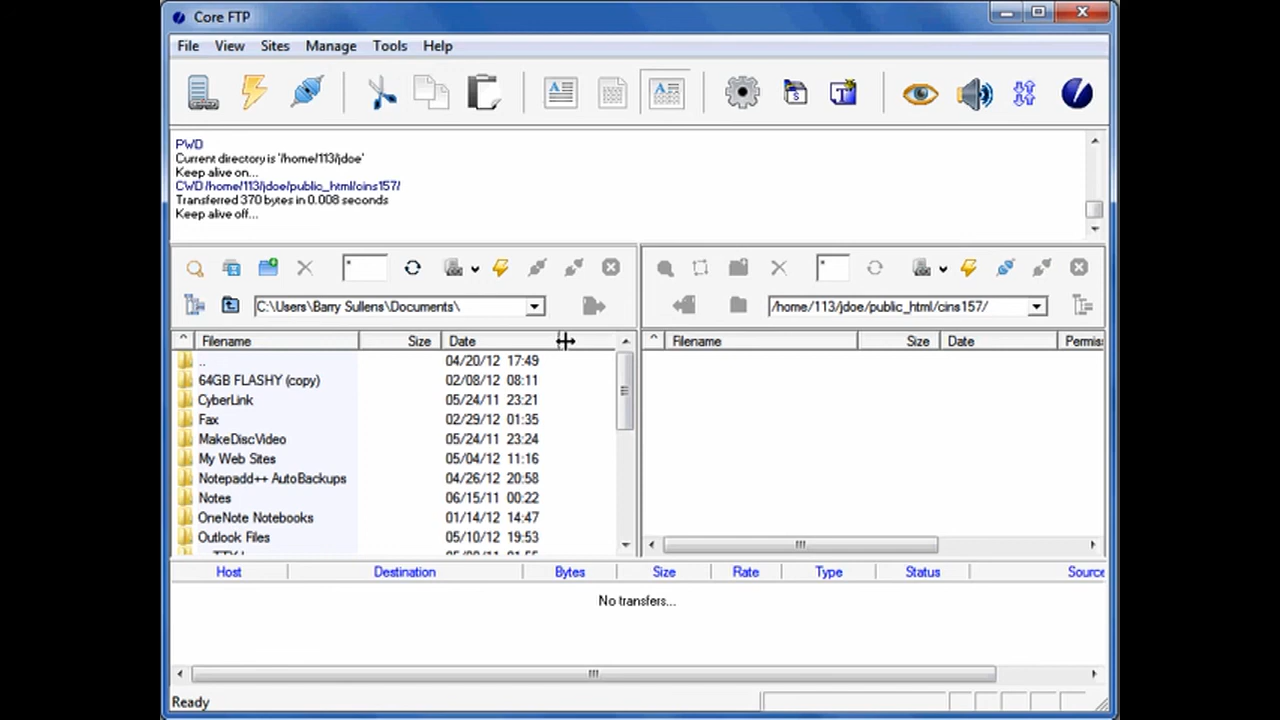 Core FTP
File View Sites Manage Tools Help
PWD
Current directory is '/home/113/jdoe'
Keep alive on...
CWD /home/113/jdoe/public_html/cins157/
Transferred 370 bytes in 0.008 seconds
Keep alive off...
* *
C:\Users\Barry Sullens\Documents\ /home/113/jdoe/public_html/cins157/
^ Filename Size Date ^ Filename Size Date Permis
.. 04/20/12 17:49
64GB FLASHY (copy) 02/08/12 08:11
CyberLink 05/24/11 23:21
Fax 02/29/12 01:35
MakeDiscVideo 05/24/11 23:24
My Web Sites 05/04/12 11:16
Notepad++ AutoBackups 04/26/12 20:58
Notes 06/15/11 00:22
OneNote Notebooks 01/14/12 14:47
Outlook Files 05/10/12 19:53
Host Destination Bytes Size Rate Type Status Source
No transfers...
Ready